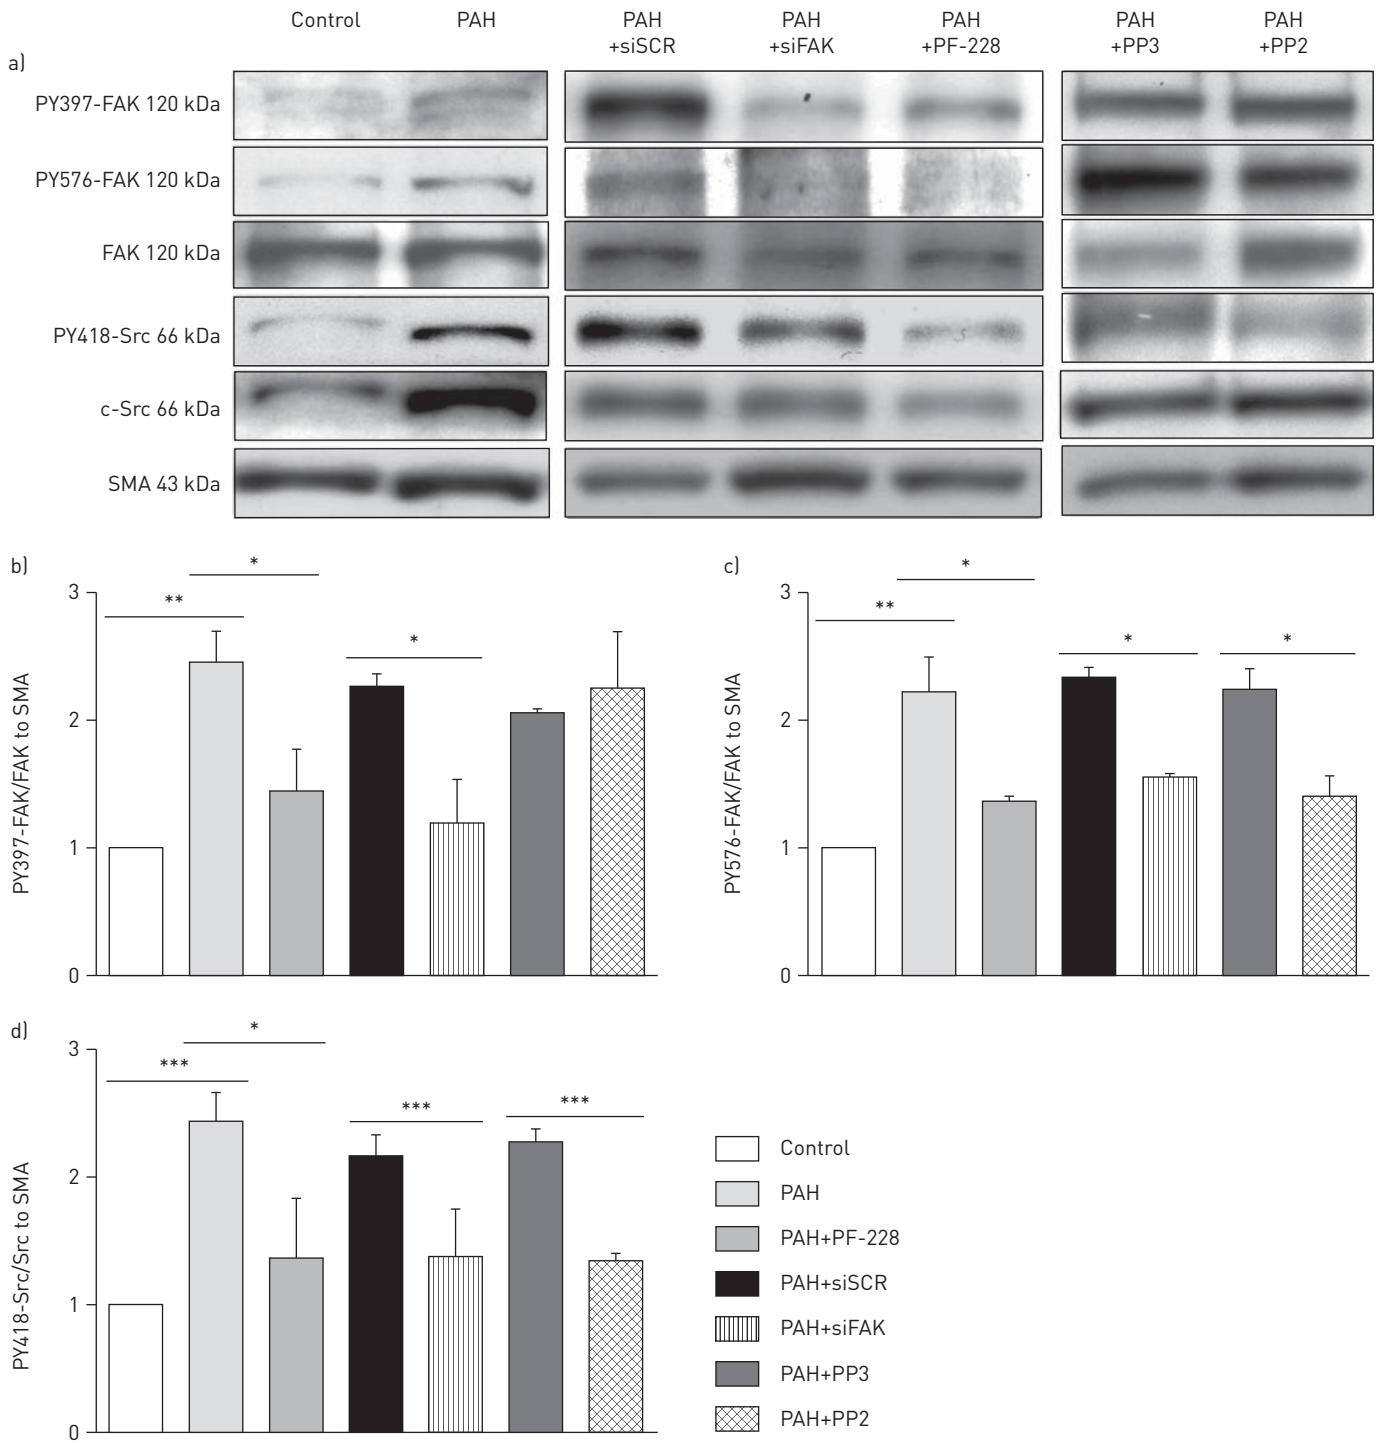 Control PAH PAH PAH PAH PAH PAH
+siSCR +siFAK +PF-228 +PP3 +PP2
a)
PY397-FAK 120 kDa
PY576-FAK 120 kDa
FAK 120 kDa
PY418-Src 66 kDa
c-Src 66 kDa
SMA 43 kDa
b)
3
2
1
0
PY397-FAK/FAK to SMA
**
*
*
c)
3
2
1
0
PY576-FAK/FAK to SMA
**
*
*
*
d)
3
2
1
0
PY418-Src/Src to SMA
***
*
***
***
Control
PAH
PAH+PF-228
PAH+siSCR
PAH+siFAK
PAH+PP3
PAH+PP2